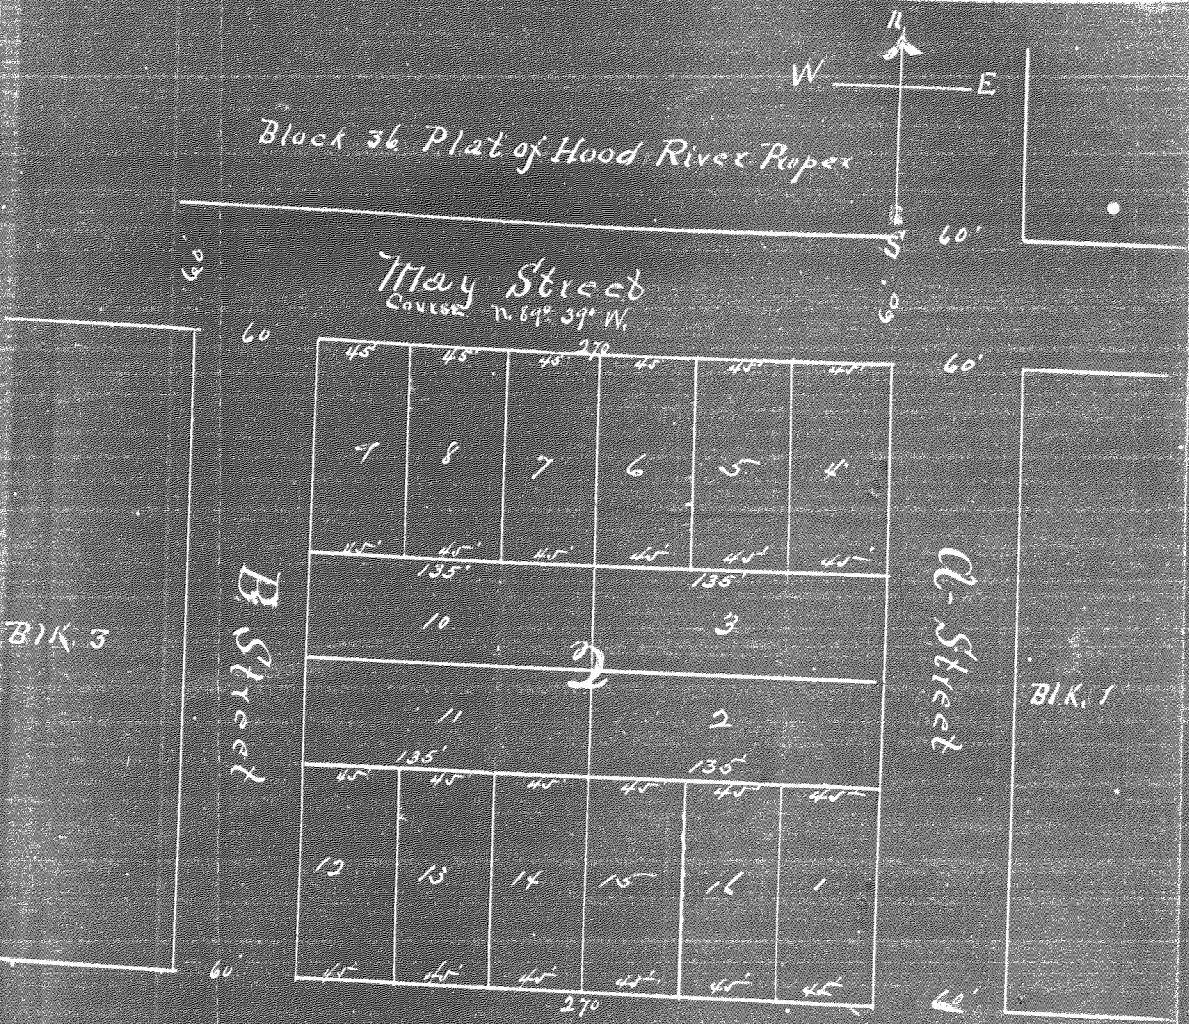 N
W E
Block 36 Plat of Hood River Proper
S
60'
60'
May Street
Course N. 89° 39' W.
60'
60'
60'
270
45' 45' 45' 45' 45' 45'
9 8 7 6 5 4
45' 45' 45' 45' 45' 45'
135' 135'
10 3
2
11 2
135' 135'
45' 45' 45' 45' 45' 45'
12 13 14 15 16 1
45' 45' 45' 45' 45' 45'
270
60'
60'
Blk. 3
B Street
A Street
Blk. 1